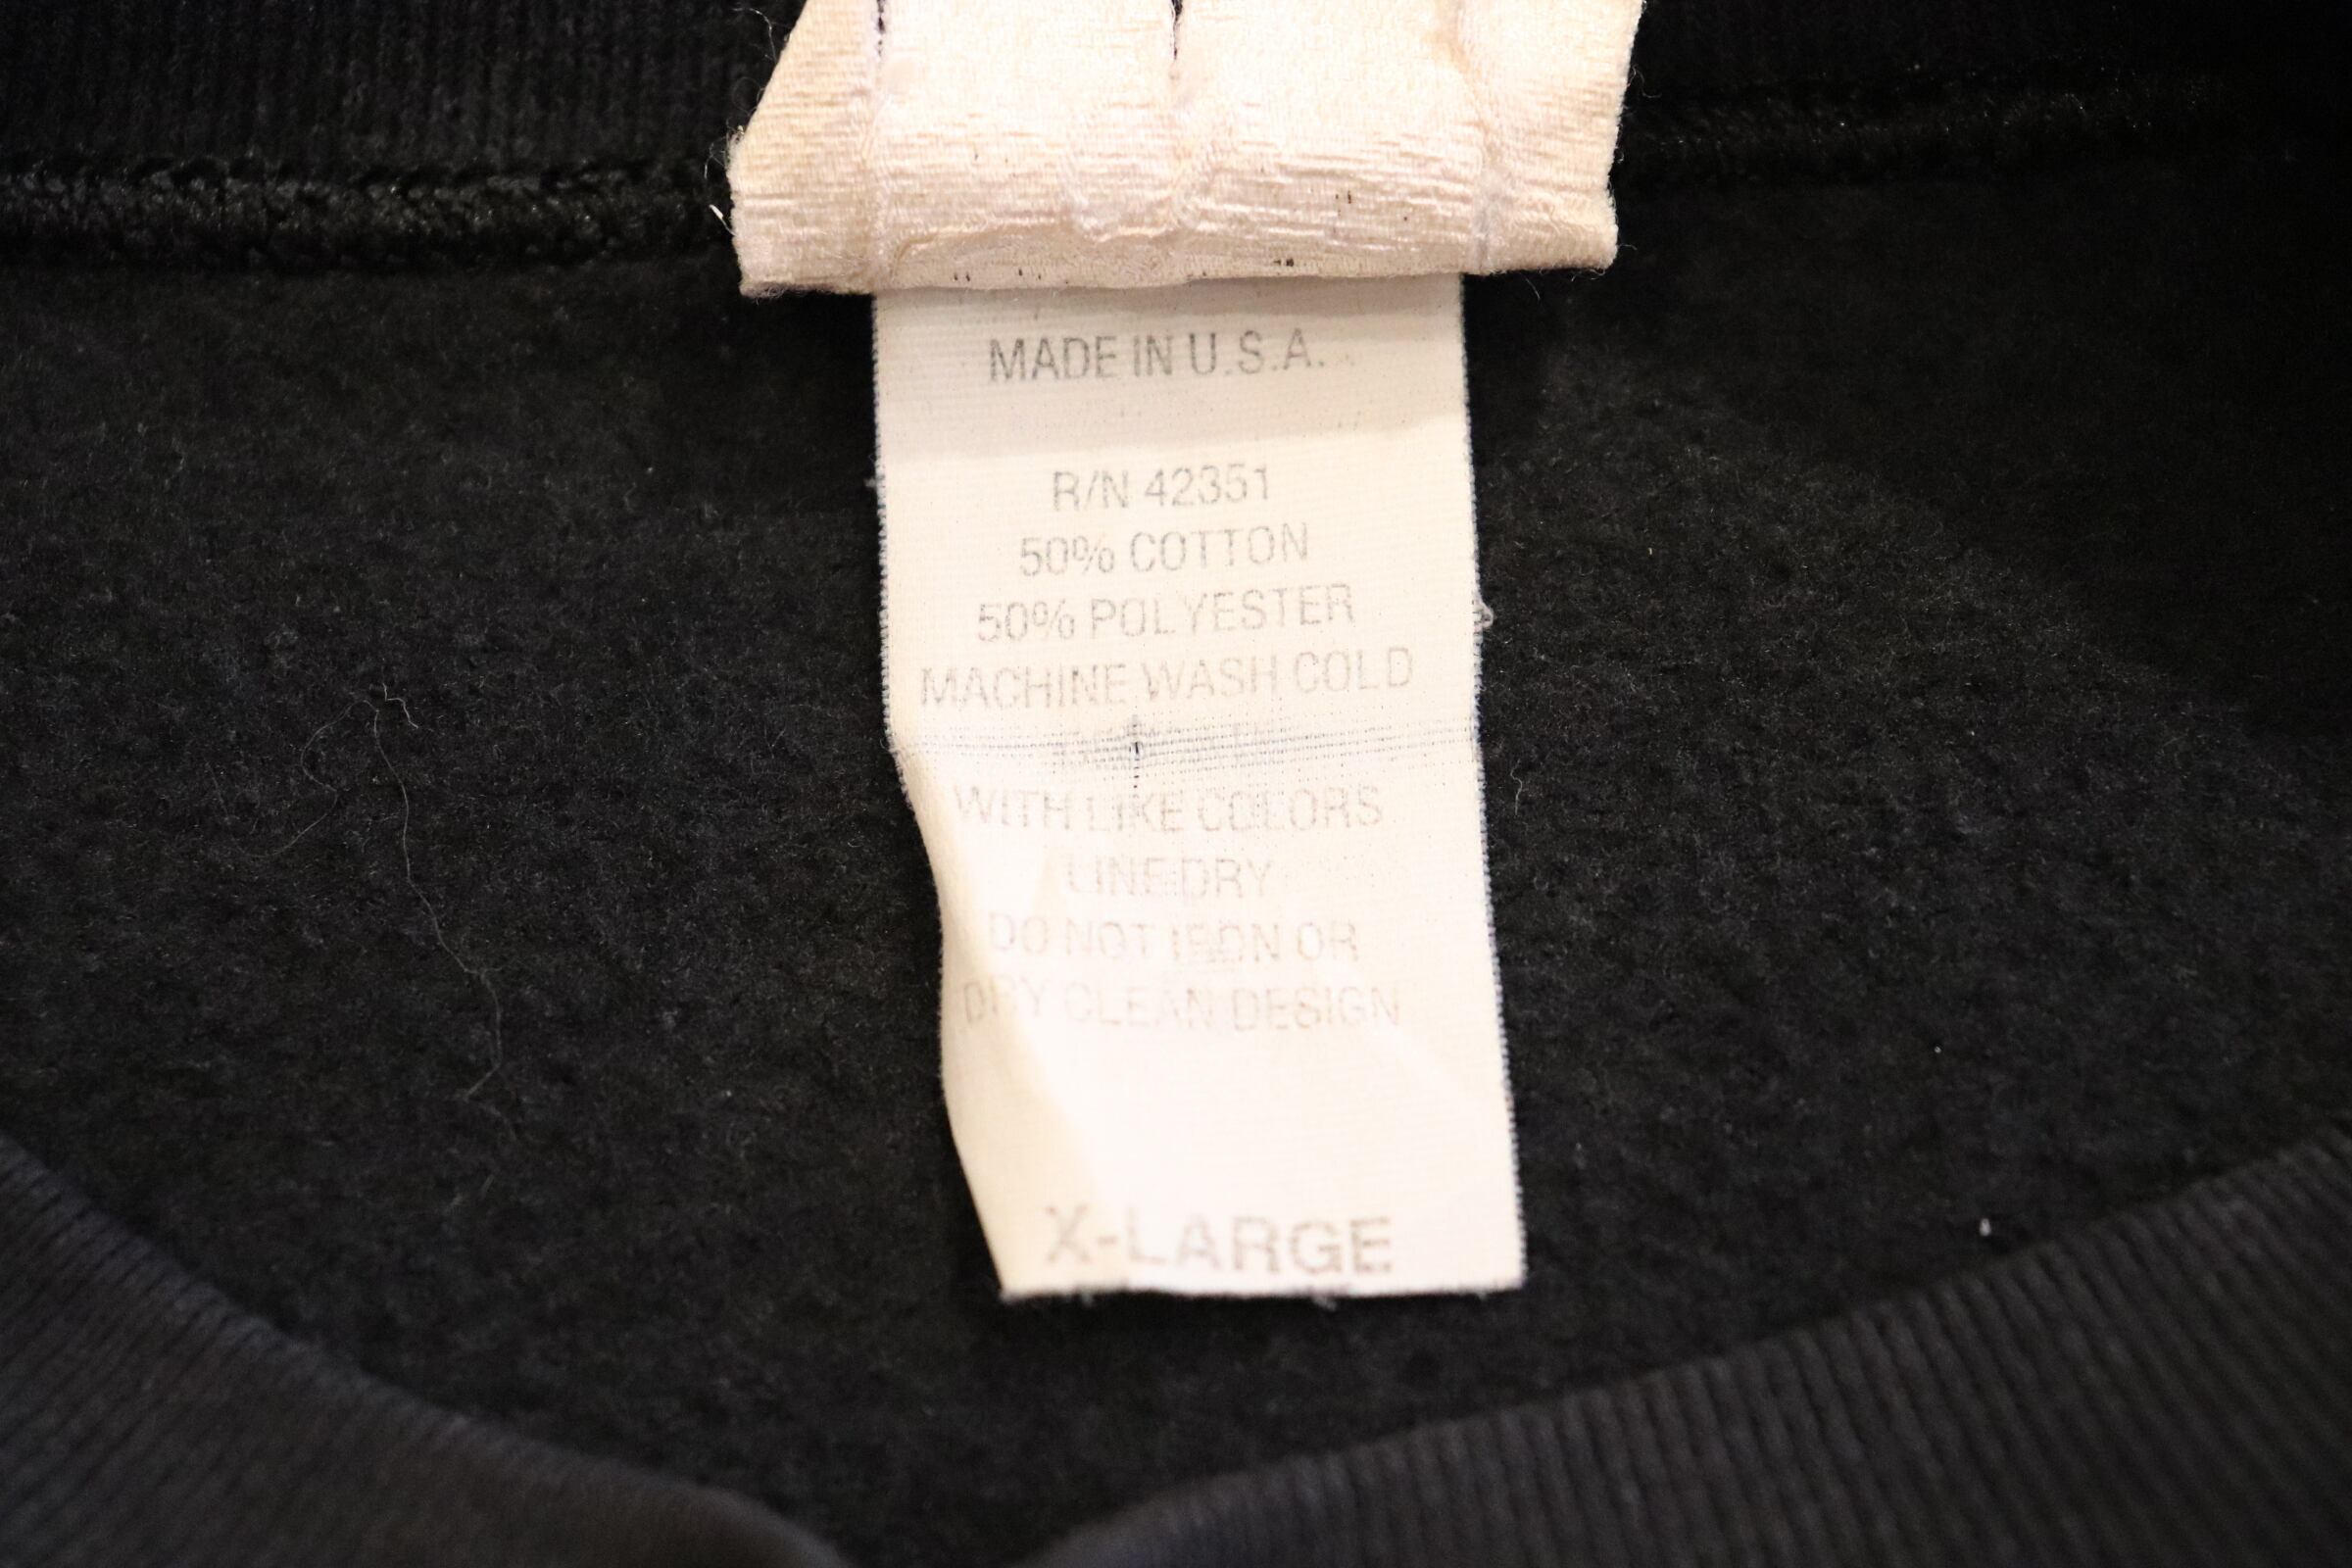 MADE IN U.S.A.
R/N 42351
50% COTTON
50% POLYESTER
MACHINE WASH COLD
WITH LIKE COLORS
LINE DRY
DO NOT IRON OR
DRY CLEAN DESIGN
X-LARGE